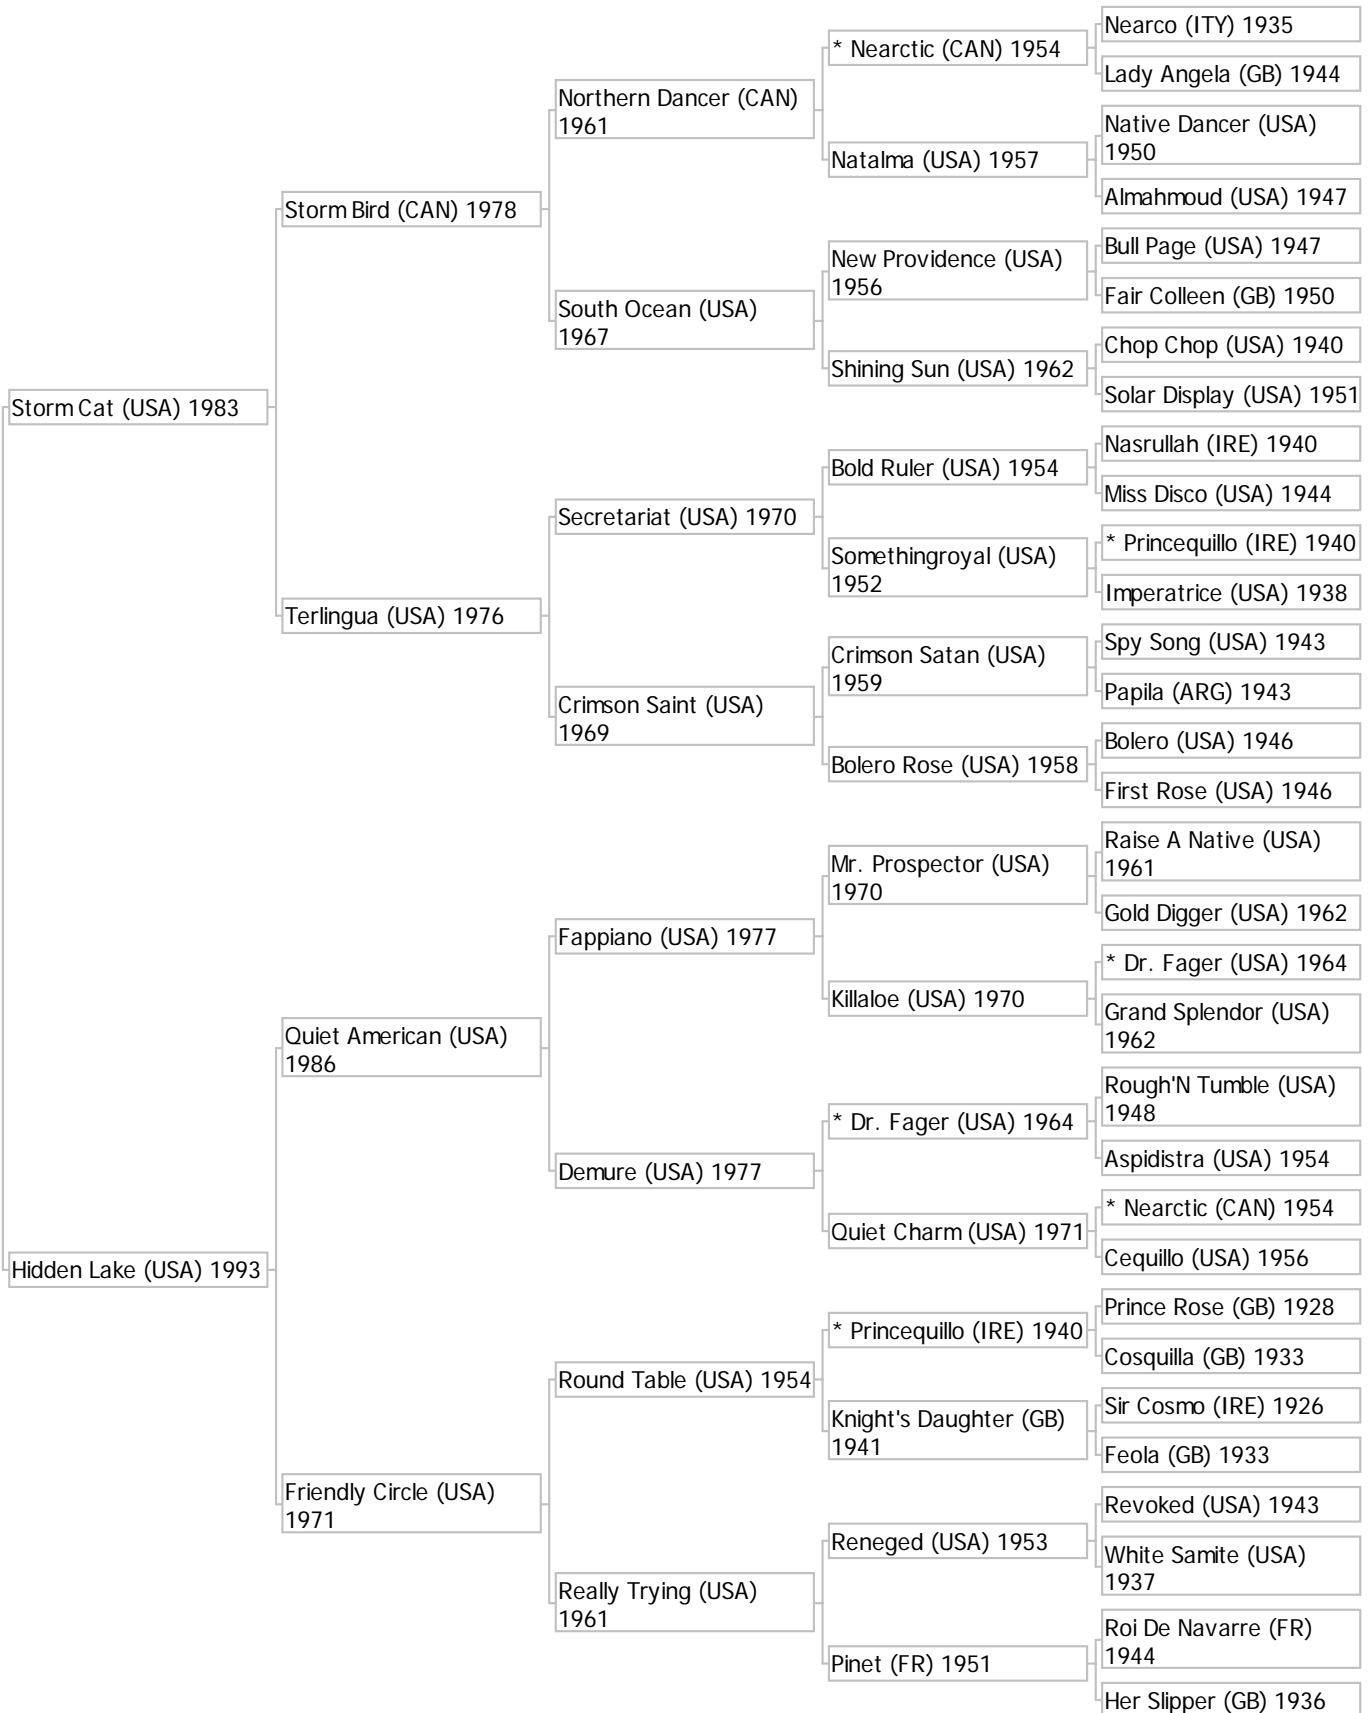 Nearco (ITY) 1935
* Nearctic (CAN) 1954
Lady Angela (GB) 1944
Northern Dancer (CAN)
1961
Native Dancer (USA)
1950
Natalma (USA) 1957
Almahmoud (USA) 1947
Storm Bird (CAN) 1978
Bull Page (USA) 1947
New Providence (USA)
1956
Fair Colleen (GB) 1950
South Ocean (USA)
1967
Chop Chop (USA) 1940
Shining Sun (USA) 1962
Solar Display (USA) 1951
Storm Cat (USA) 1983
Nasrullah (IRE) 1940
Bold Ruler (USA) 1954
Miss Disco (USA) 1944
Secretariat (USA) 1970
* Princequillo (IRE) 1940
Somethingroyal (USA)
1952
Imperatrice (USA) 1938
Terlingua (USA) 1976
Spy Song (USA) 1943
Crimson Satan (USA)
1959
Papila (ARG) 1943
Crimson Saint (USA)
1969
Bolero (USA) 1946
Bolero Rose (USA) 1958
First Rose (USA) 1946
Raise A Native (USA)
1961
Mr. Prospector (USA)
1970
Gold Digger (USA) 1962
Fappiano (USA) 1977
* Dr. Fager (USA) 1964
Killaloe (USA) 1970
Grand Splendor (USA)
1962
Quiet American (USA)
1986
Rough'N Tumble (USA)
1948
* Dr. Fager (USA) 1964
Aspidistra (USA) 1954
Demure (USA) 1977
* Nearctic (CAN) 1954
Quiet Charm (USA) 1971
Cequillo (USA) 1956
Hidden Lake (USA) 1993
Prince Rose (GB) 1928
* Princequillo (IRE) 1940
Cosquilla (GB) 1933
Round Table (USA) 1954
Sir Cosmo (IRE) 1926
Knight's Daughter (GB)
1941
Feola (GB) 1933
Friendly Circle (USA)
1971
Revoked (USA) 1943
Reneged (USA) 1953
White Samite (USA)
1937
Really Trying (USA)
1961
Roi De Navarre (FR)
1944
Pinet (FR) 1951
Her Slipper (GB) 1936